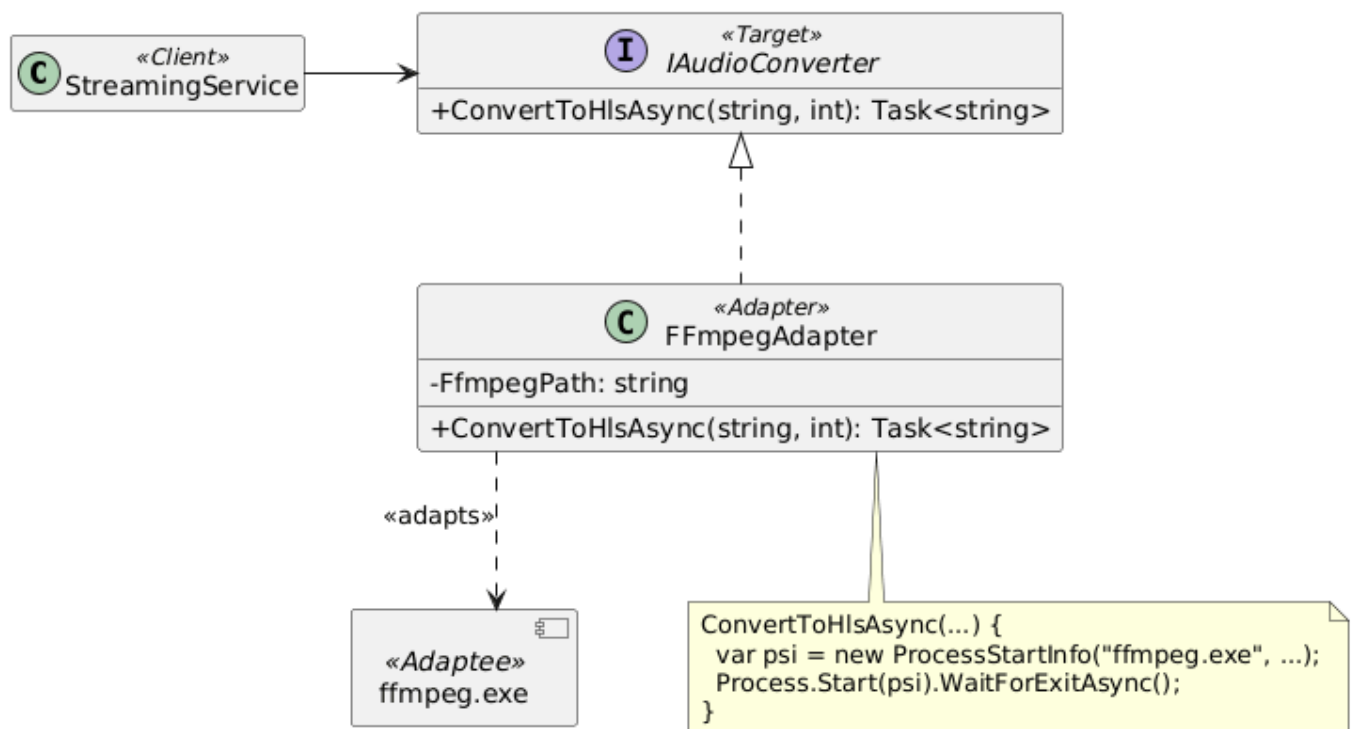 «Client»
C
StreamingService
«Target»
I
IAudioConverter
+ConvertToHlsAsync(string, int): Task<string>
«Adapter»
C
FFmpegAdapter
-FfmpegPath: string
+ConvertToHlsAsync(string, int): Task<string>
«adapts»
«Adaptee»
ffmpeg.exe
ConvertToHlsAsync(...) {
var psi = new ProcessStartInfo("ffmpeg.exe", ...);
Process.Start(psi).WaitForExitAsync();
}